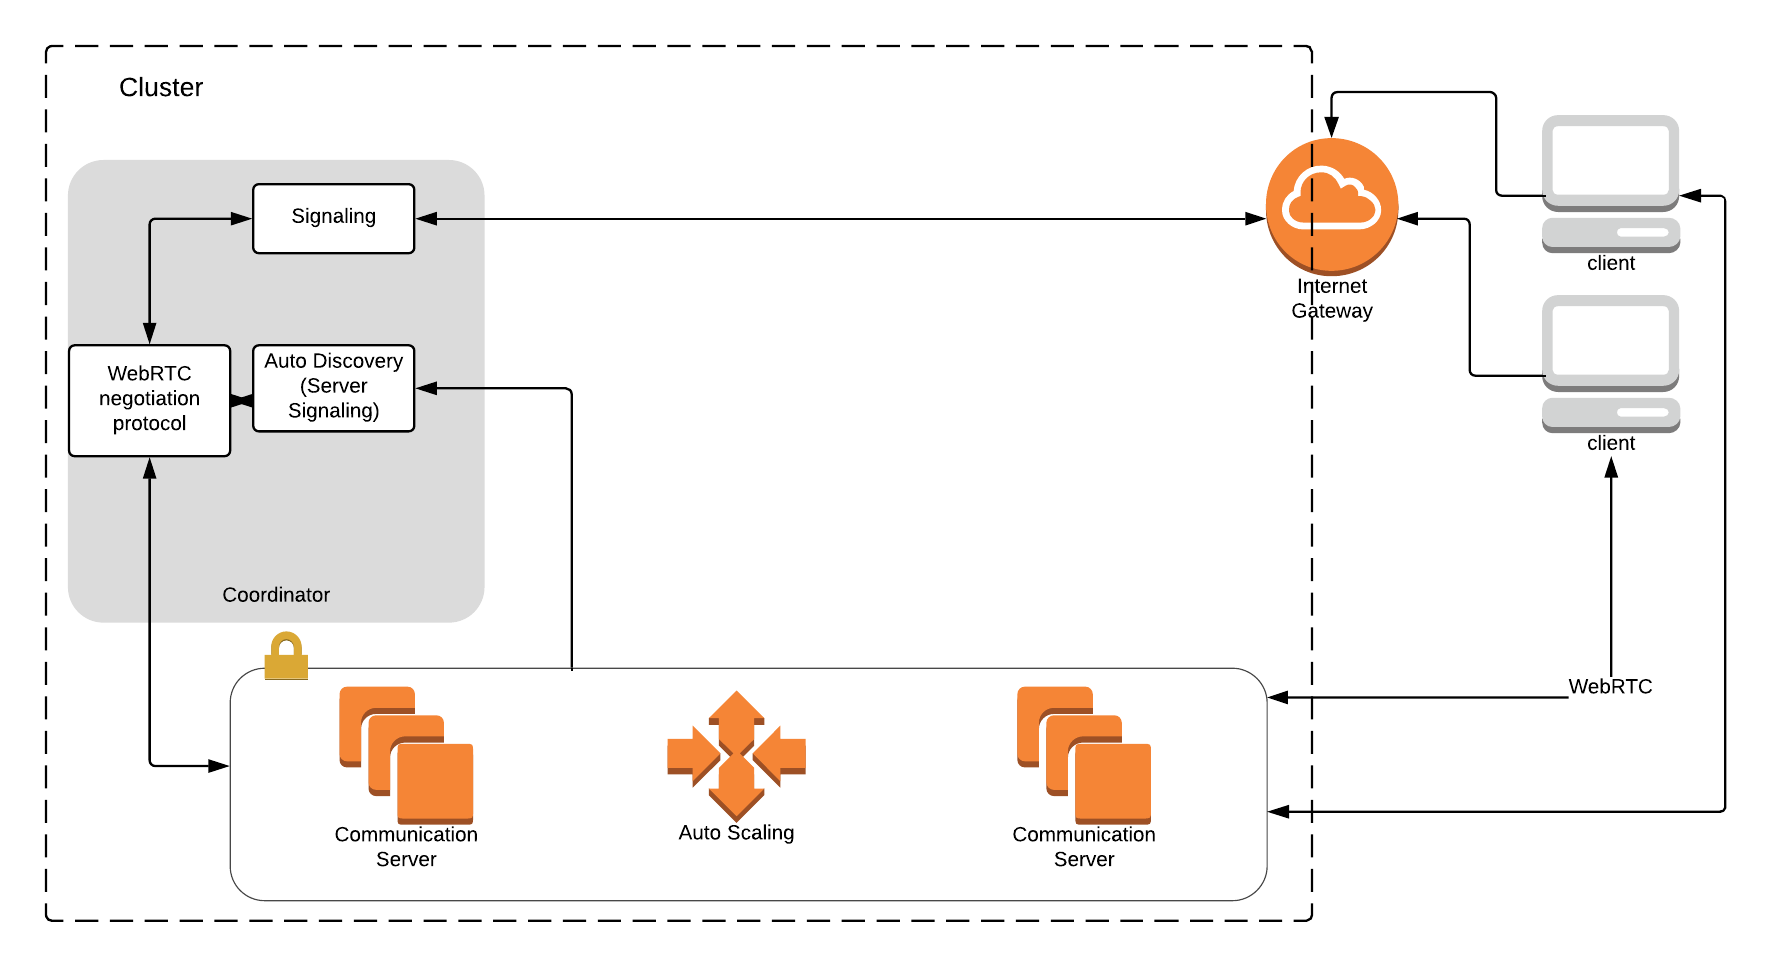 Cluster
Signaling
Internet
Gateway
client
WebRTC
negotiation
protocol
Auto Discovery
(Server
Signaling)
client
Coordinator
WebRTC
Communication
Server
Auto Scaling
Communication
Server